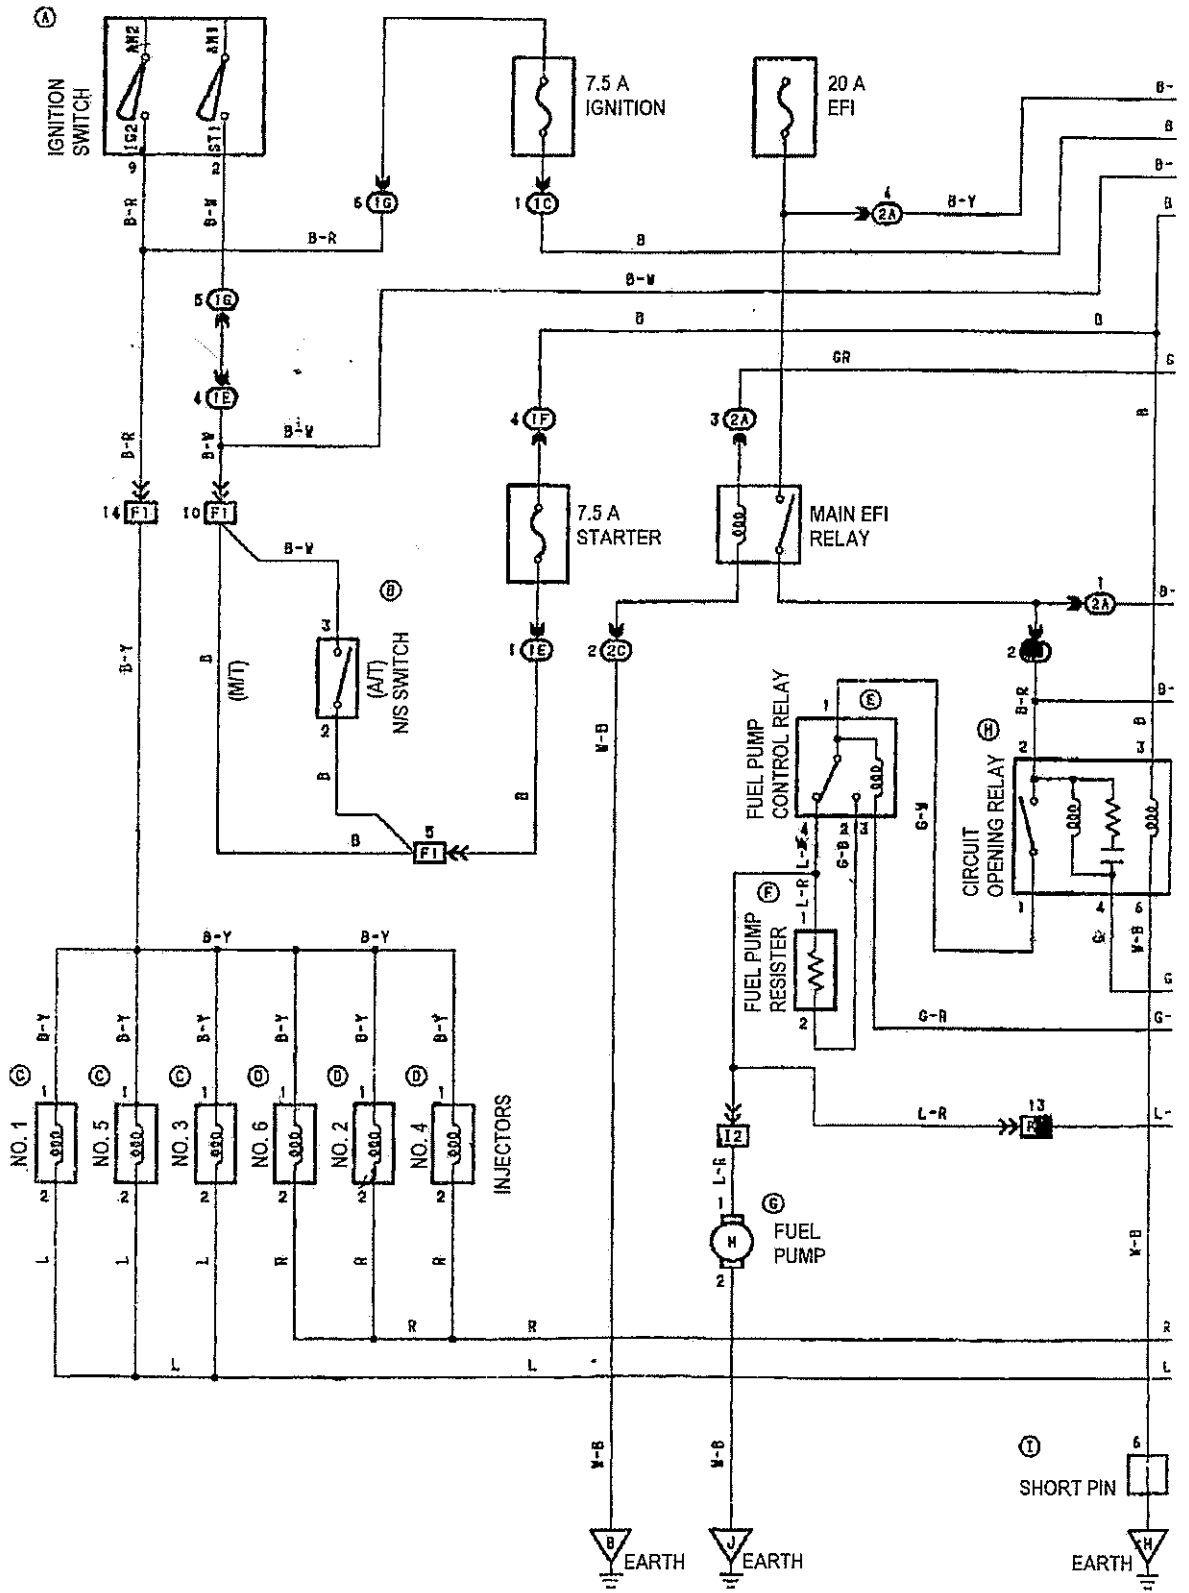 A
AM2
AM1
IG2
ST1
IGNITION
SWITCH
9
2
7.5 A
IGNITION
20 A
EFI
B-
B
B-
B
B-R
B-W
6 1G
1 1C
4
2A
B-Y
B-R
B
B-W
5 1G
B
GR
G
4 1E
4 1F
3 2A
B
B-R
B-W
B-W
14 F1
10 F1
7.5 A
STARTER
MAIN EFI
RELAY
B-W
B
1
2A
B-
3
2
N/S SWITCH
(A/T)
(M/T)
B
B-Y
1 1E
2 2C
2
B-R
B-
B
W-B
1
E
FUEL PUMP
CONTROL RELAY
4 2 3
H
2
3
CIRCUIT
OPENING RELAY
1
4
6
B
B
B
5
F1
G-W
G-B
L-R
G
W-B
G
F
1
FUEL PUMP
RESISTER
2
G-R
G-
B-Y
B-Y
B-Y
B-Y
B-Y
B-Y
B-Y
B-Y
C
C
C
D
D
D
1
1
1
1
1
1
NO. 1
NO. 5
NO. 3
NO. 6
NO. 2
NO. 4
INJECTORS
2
2
2
2
2
2
L
L
L
R
R
R
L-R
13
R
L-
I2
L-R
1
G
M
FUEL
PUMP
2
W-B
R
R
R
L
L
L
W-B
W-B
I
6
SHORT PIN
B
EARTH
J
EARTH
H
EARTH